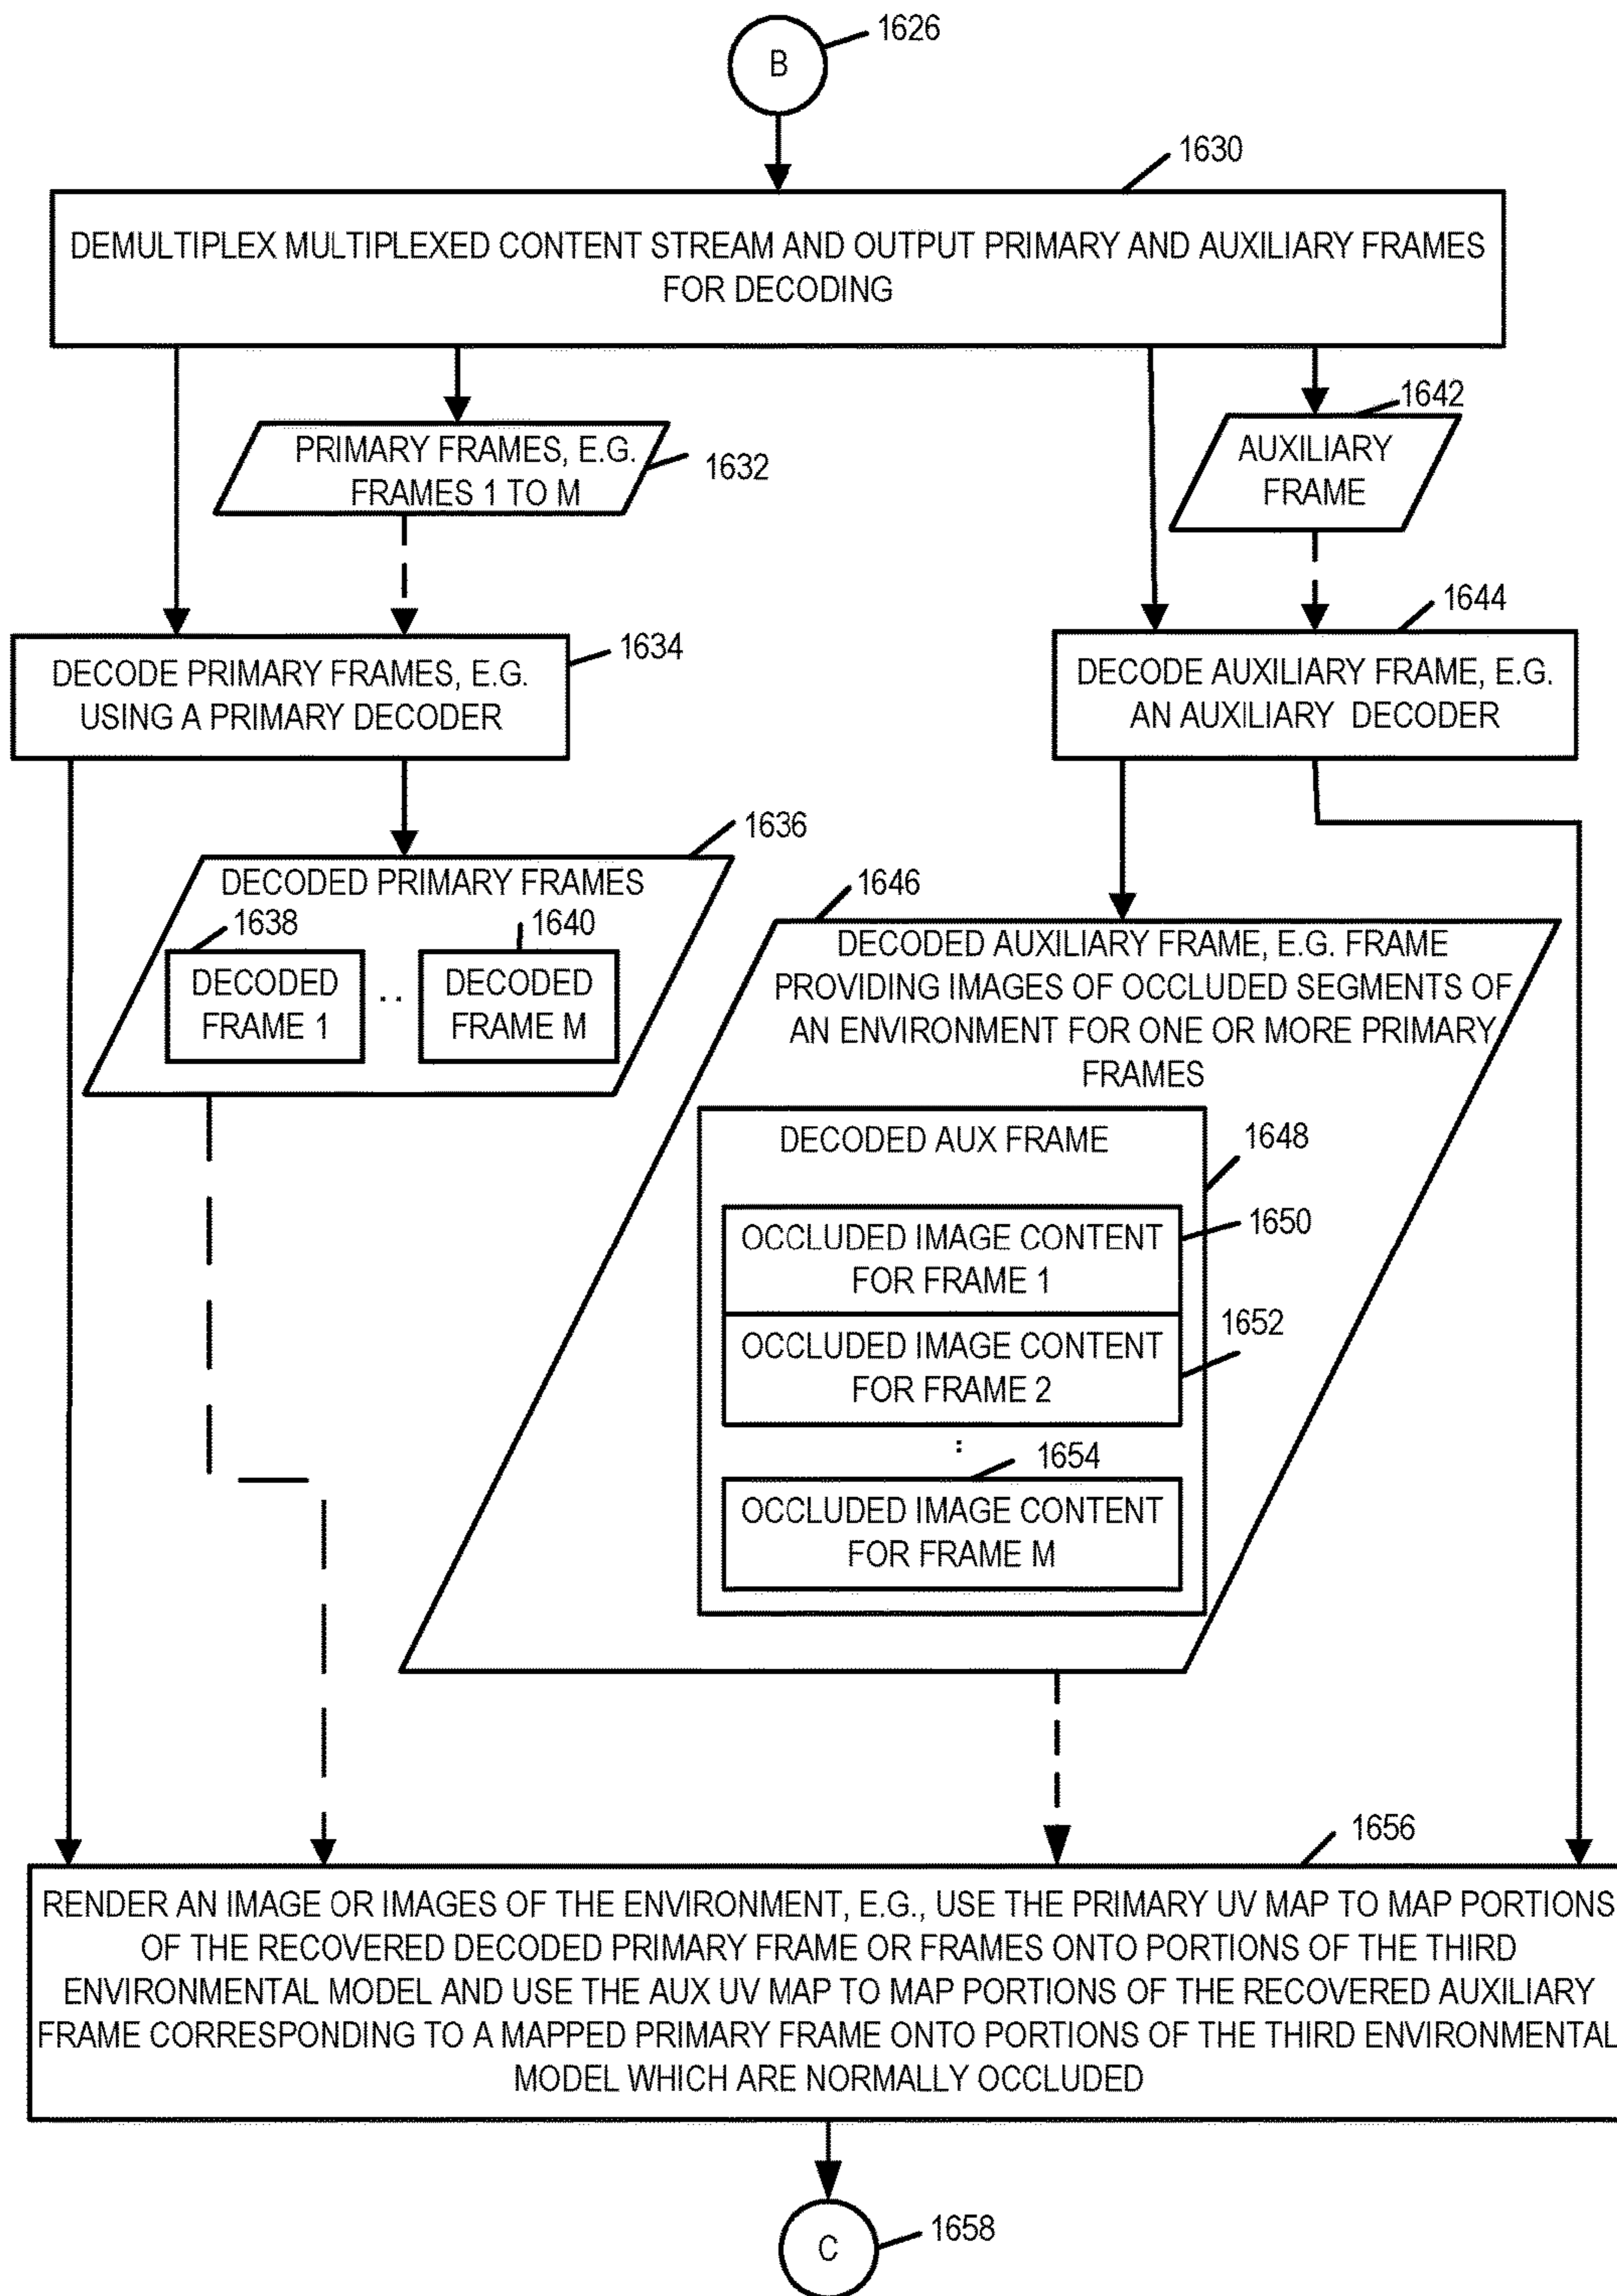 B
1626
1630
DEMULTIPLEX MULTIPLEXED CONTENT STREAM AND OUTPUT PRIMARY AND AUXILIARY FRAMES
FOR DECODING
PRIMARY FRAMES, E.G.
FRAMES 1 TO M
1632
1642
AUXILIARY
FRAME
1634
DECODE PRIMARY FRAMES, E.G.
USING A PRIMARY DECODER
1644
DECODE AUXILIARY FRAME, E.G.
AN AUXILIARY DECODER
1636
DECODED PRIMARY FRAMES
1638
1640
DECODED
FRAME 1
..
DECODED
FRAME M
1646
DECODED AUXILIARY FRAME, E.G. FRAME
PROVIDING IMAGES OF OCCLUDED SEGMENTS OF
AN ENVIRONMENT FOR ONE OR MORE PRIMARY
FRAMES
DECODED AUX FRAME
1648
OCCLUDED IMAGE CONTENT
FOR FRAME 1
1650
OCCLUDED IMAGE CONTENT
FOR FRAME 2
1652
:
1654
OCCLUDED IMAGE CONTENT
FOR FRAME M
1656
RENDER AN IMAGE OR IMAGES OF THE ENVIRONMENT, E.G., USE THE PRIMARY UV MAP TO MAP PORTIONS
OF THE RECOVERED DECODED PRIMARY FRAME OR FRAMES ONTO PORTIONS OF THE THIRD
ENVIRONMENTAL MODEL AND USE THE AUX UV MAP TO MAP PORTIONS OF THE RECOVERED AUXILIARY
FRAME CORRESPONDING TO A MAPPED PRIMARY FRAME ONTO PORTIONS OF THE THIRD ENVIRONMENTAL
MODEL WHICH ARE NORMALLY OCCLUDED
C
1658